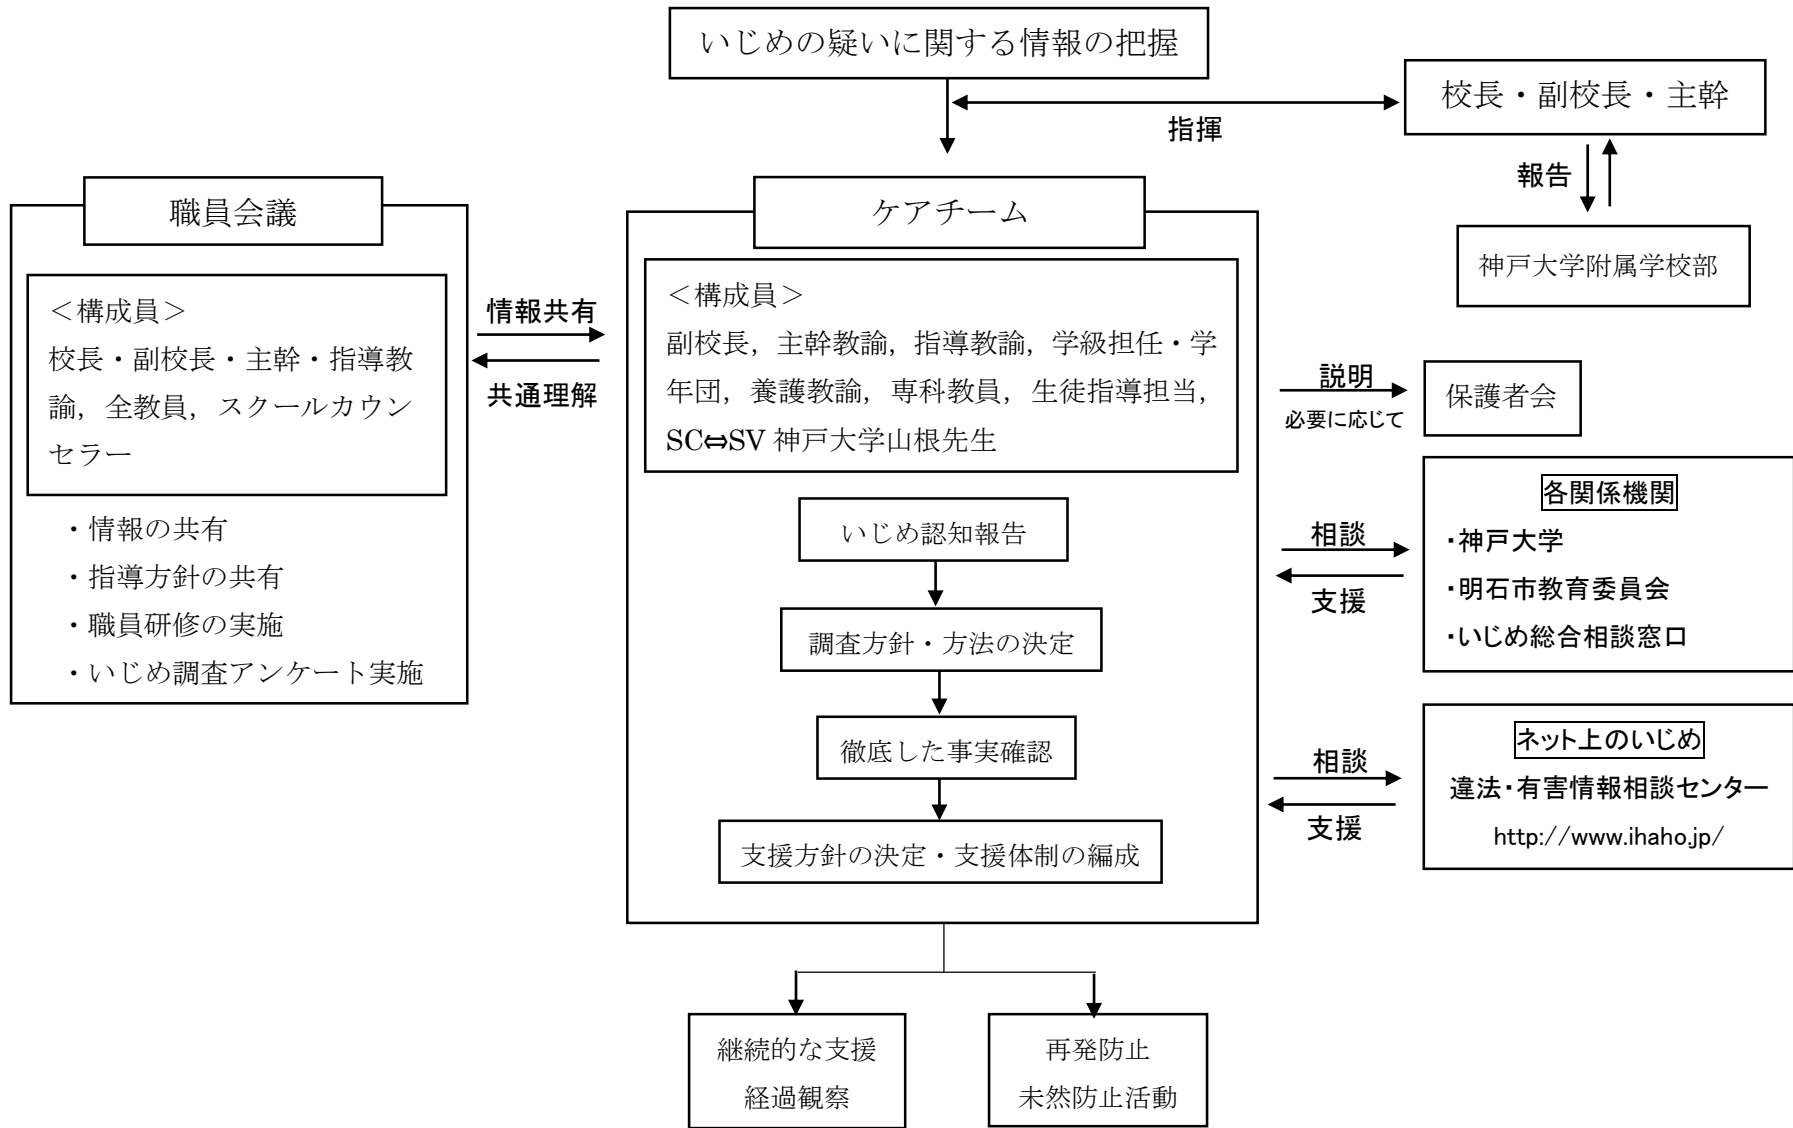 いじめの疑いに関する情報の把握
校長・副校長・主幹
指揮
報告
神戸大学附属学校部
職員会議
＜構成員＞
校長・副校長・主幹・指導教
諭，全教員，スクールカウン
セラー
・情報の共有
・指導方針の共有
・職員研修の実施
・いじめ調査アンケート実施
情報共有
共通理解
ケアチーム
＜構成員＞
副校長，主幹教諭，指導教諭，学級担任・学
年団，養護教諭，専科教員，生徒指導担当，
SC⇔SV 神戸大学山根先生
いじめ認知報告
調査方針・方法の決定
徹底した事実確認
支援方針の決定・支援体制の編成
説明
必要に応じて
保護者会
相談
支援
各関係機関
・神戸大学
・明石市教育委員会
・いじめ総合相談窓口
相談
支援
ネット上のいじめ
違法・有害情報相談センター
http://www.ihaho.jp/
継続的な支援
経過観察
再発防止
未然防止活動